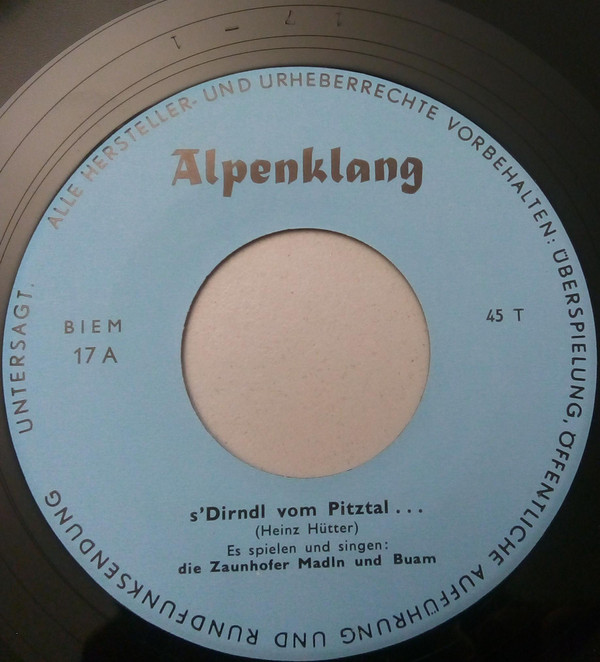 ALLE HERSTELLER- UND URHEBERRECHTE VORBEHALTEN: ÜBERSPIELUNG, ÖFFENTLICHE AUFFÜHRUNG UND RUNDFUNKSENDUNG UNTERSAGT.
Alpenklang
BIEM
17 A
45 T
s'Dirndl vom Pitztal...
(Heinz Hütter)
Es spielen und singen:
die Zaunhofer Madln und Buam